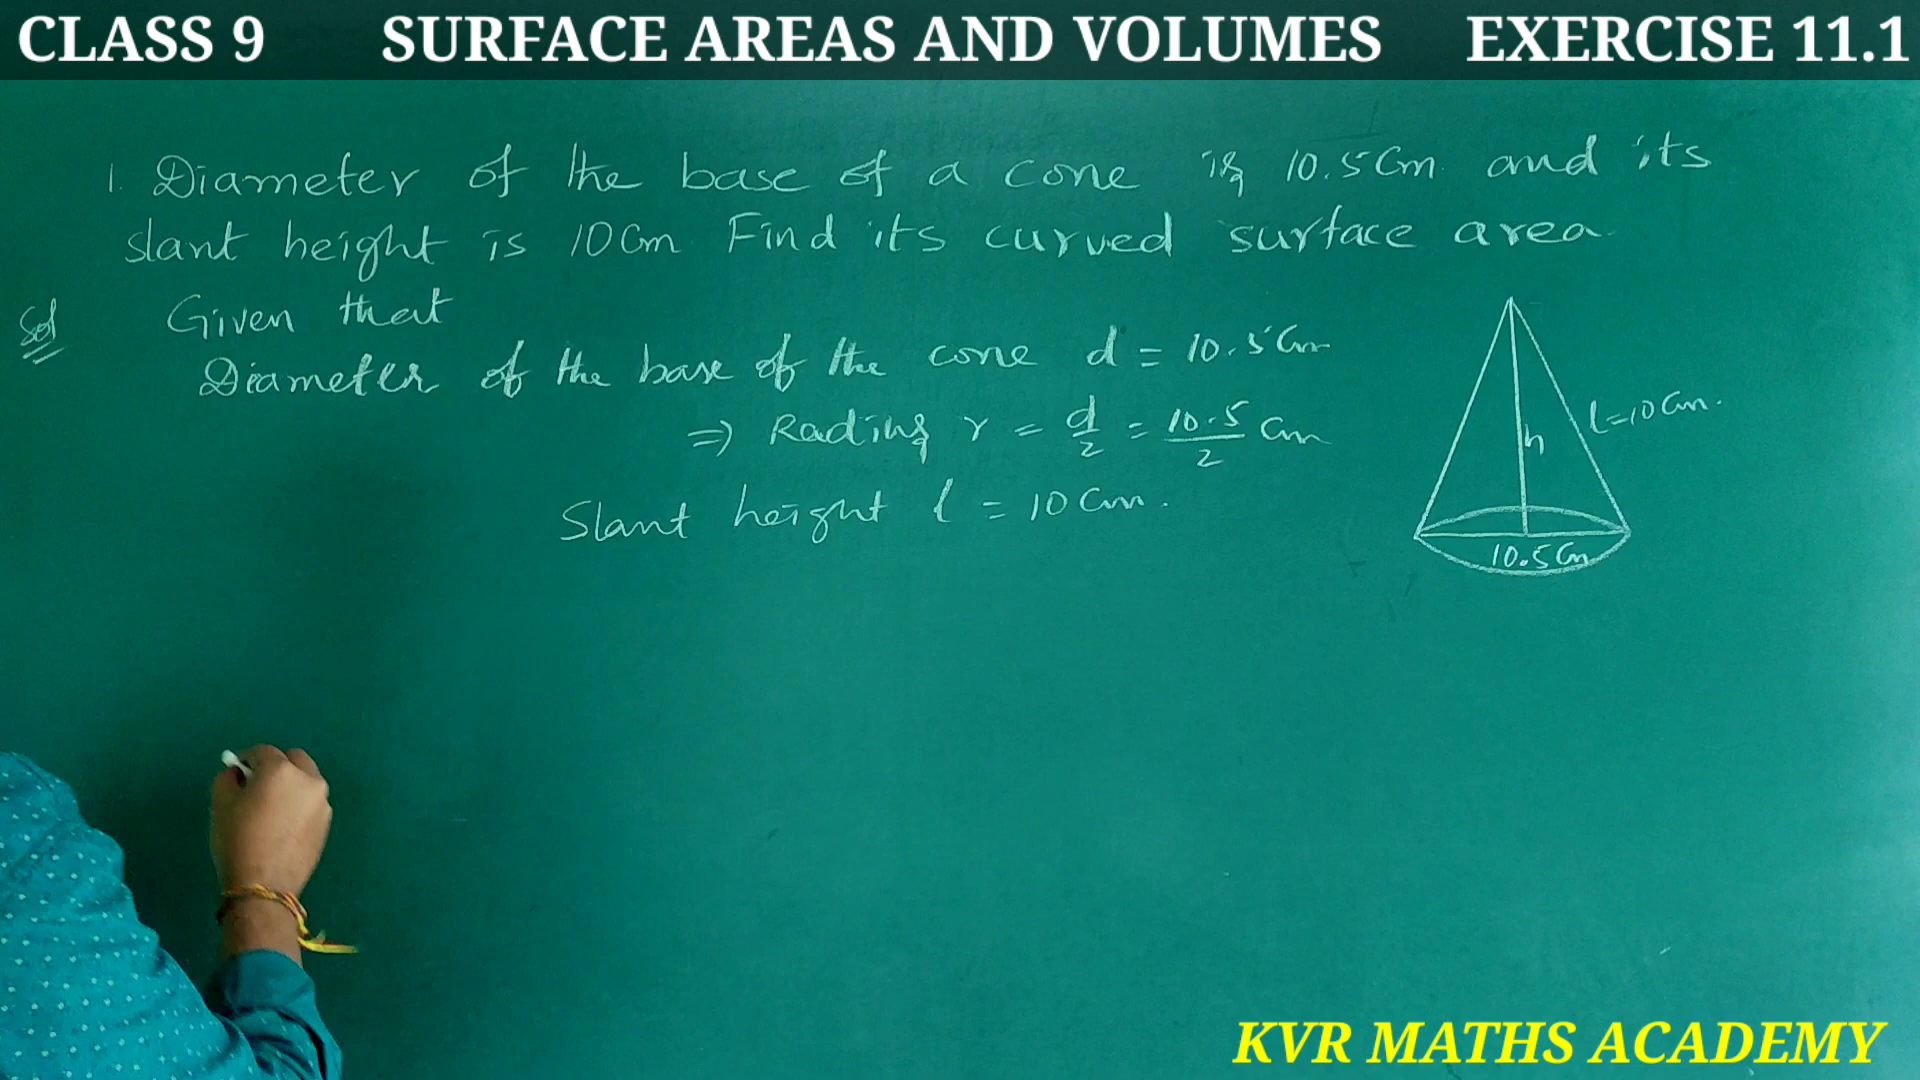 CLASS 9 SURFACE AREAS AND VOLUMES EXERCISE 11.1
1. Diameter of the base of a cone is 10.5 Cm and its
slant height is 10 Cm Find its curved surface area.
Sol Given that
Diameter of the base of the cone d = 10.5 Cm
⇒ Radius r = d/2 = 10.5/2 Cm
Slant height l = 10 Cm.
l=10 Cm.
h
10.5 Cm
KVR MATHS ACADEMY